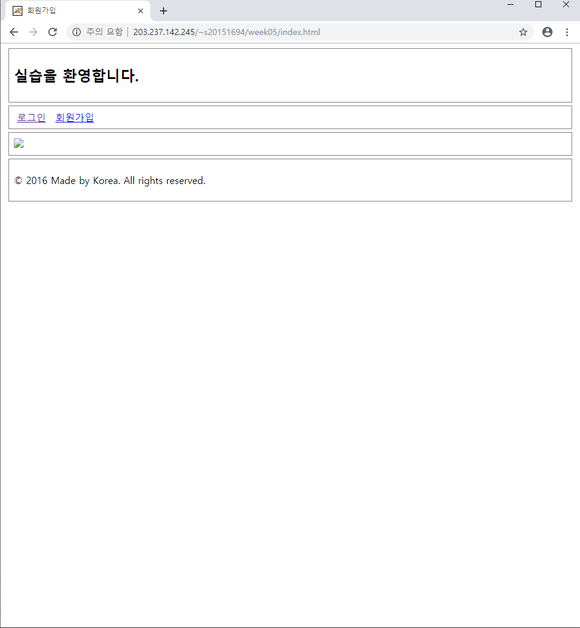 회원가입
주의 요함 203.237.142.245/~s20151694/week05/index.html
실습을 환영합니다.
로그인 회원가입
© 2016 Made by Korea. All rights reserved.